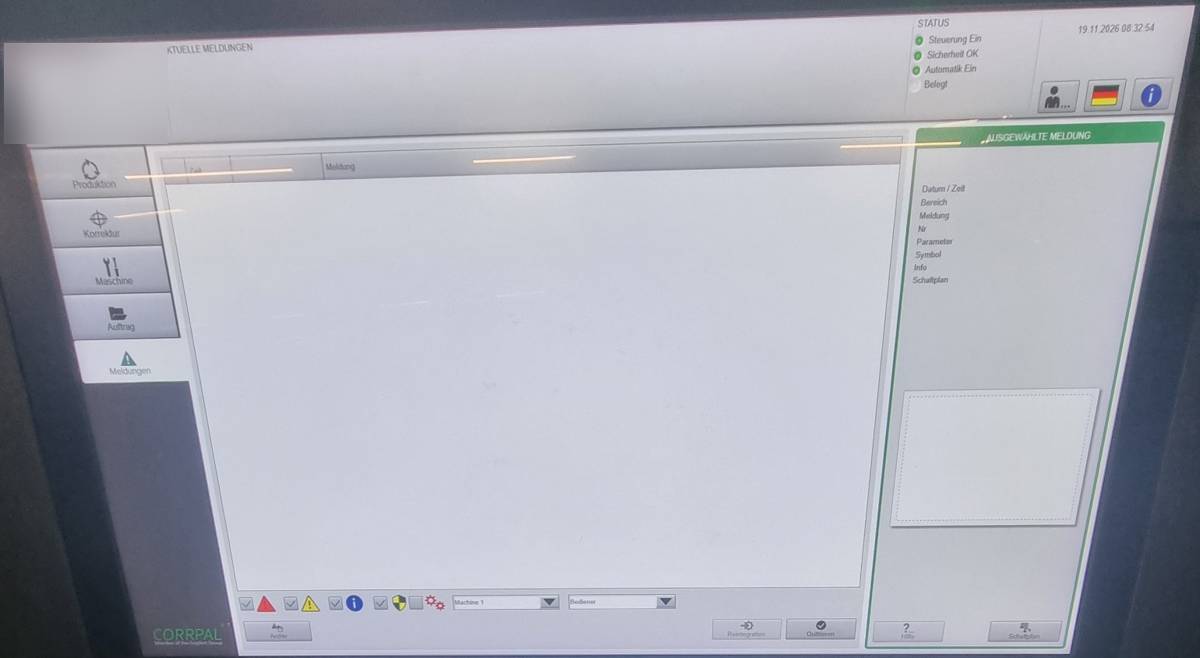 KTUELLE MELDUNGEN
STATUS
Steuerung Ein
Sicherheit OK
Automatik Ein
Belegt
19.11.2026 08:32:54
Produktion
Korrektur
Maschine
Auftrag
Meldungen
Zeit
Meldung
AUSGEWÄHLTE MELDUNG
Datum / Zeit
Bereich
Meldung
Nr
Parameter
Symbol
Info
Schaltplan
Machine 1
Bediener
CORRPAL
Reintegration
Quittieren
Hilfe
Schaltplan